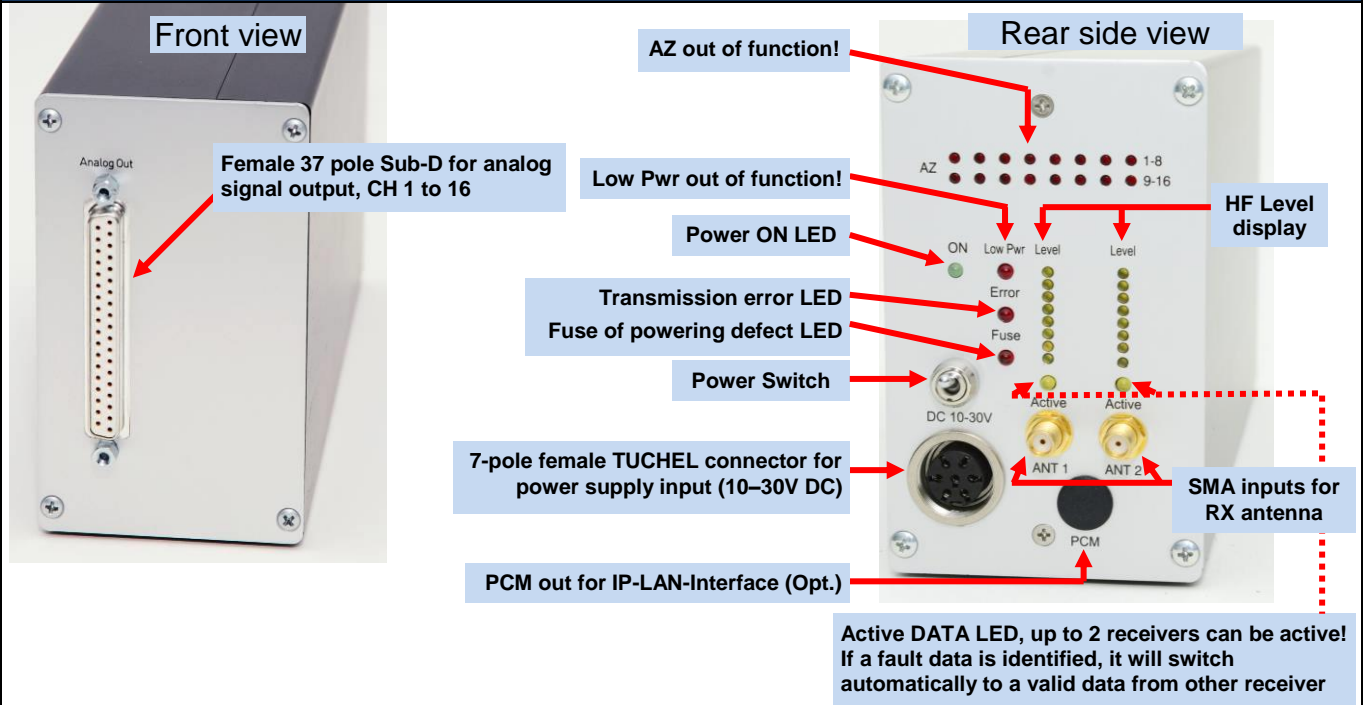 Front view
Analog Out
Female 37 pole Sub-D for analog
signal output, CH 1 to 16
Rear side view
AZ out of function!
Low Pwr out of function!
Power ON LED
Transmission error LED
Fuse of powering defect LED
Power Switch
7-pole female TUCHEL connector for
power supply input (10–30V DC)
PCM out for IP-LAN-Interface (Opt.)
AZ
1-8
9-16
HF Level
display
ON
Low Pwr
Level
Level
Error
Fuse
Active
Active
DC 10-30V
ANT 1
ANT 2
PCM
SMA inputs for
RX antenna
Active DATA LED, up to 2 receivers can be active!
If a fault data is identified, it will switch
automatically to a valid data from other receiver